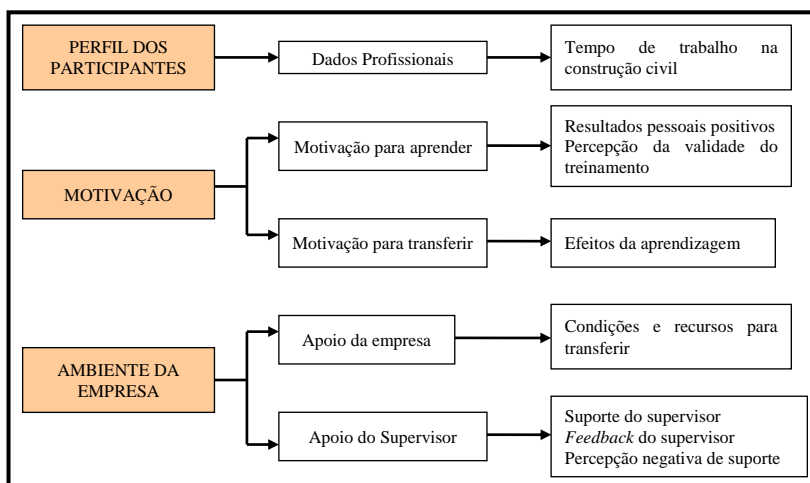 PERFIL DOS
PARTICIPANTES
Dados Profissionais
Tempo de trabalho na
construção civil
MOTIVAÇÃO
Motivação para aprender
Resultados pessoais positivos
Percepção da validade do
treinamento
Motivação para transferir
Efeitos da aprendizagem
AMBIENTE DA
EMPRESA
Apoio da empresa
Condições e recursos para
transferir
Apoio do Supervisor
Suporte do supervisor
Feedback do supervisor
Percepção negativa de suporte